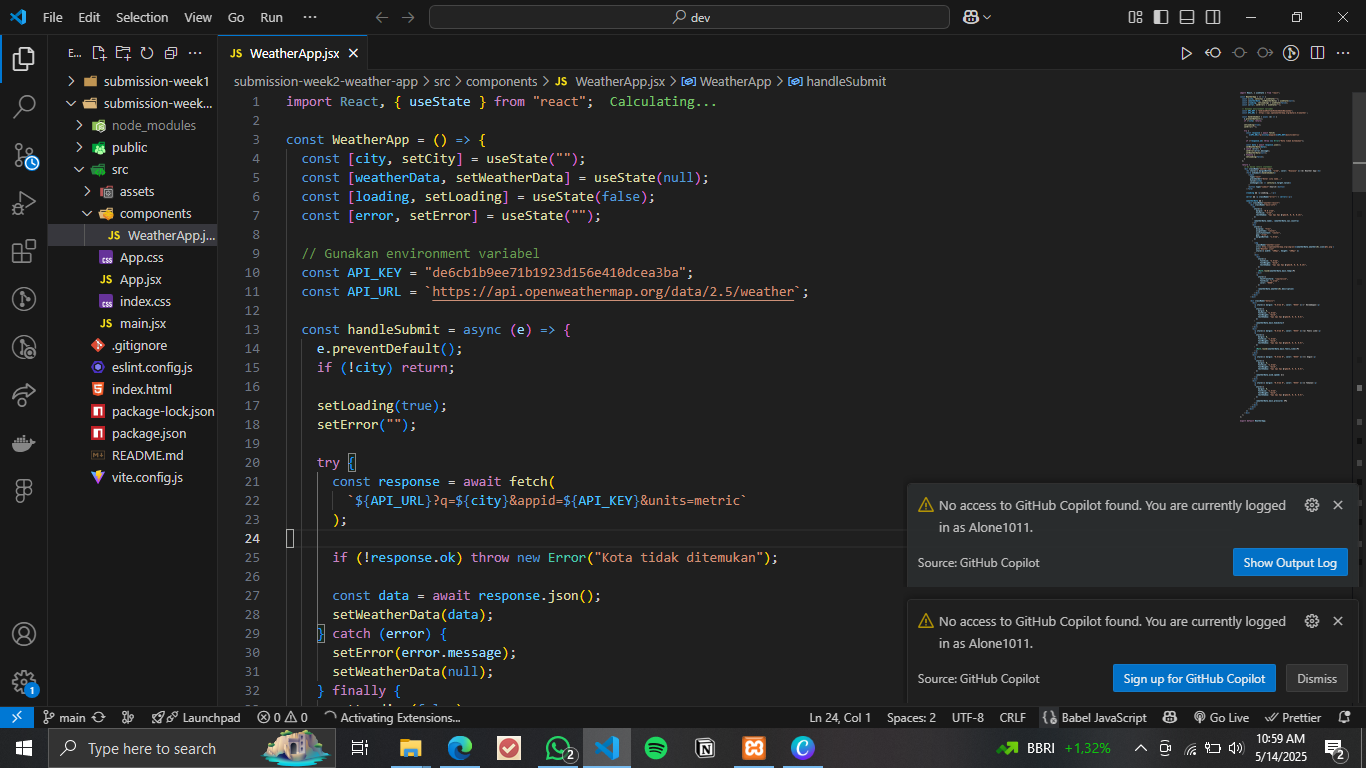 File Edit Selection View Go Run ··· dev
E... ···
submission-week1
submission-week...
node_modules
public
src
assets
components
JS WeatherApp.j...
css App.css
JS App.jsx
css index.css
JS main.jsx
.gitignore
eslint.config.js
index.html
package-lock.json
package.json
README.md
vite.config.js
JS WeatherApp.jsx
submission-week2-weather-app > src > components > JS WeatherApp.jsx > WeatherApp > handleSubmit
1 import React, { useState } from "react"; Calculating...
2
3 const WeatherApp = () => {
4 const [city, setCity] = useState("");
5 const [weatherData, setWeatherData] = useState(null);
6 const [loading, setLoading] = useState(false);
7 const [error, setError] = useState("");
8
9 // Gunakan environment variabel
10 const API_KEY = "de6cb1b9ee71b1923d156e410dcea3ba";
11 const API_URL = `https://api.openweathermap.org/data/2.5/weather`;
12
13 const handleSubmit = async (e) => {
14 e.preventDefault();
15 if (!city) return;
16
17 setLoading(true);
18 setError("");
19
20 try {
21 const response = await fetch(
22 `${API_URL}?q=${city}&appid=${API_KEY}&units=metric`
23 );
24
25 if (!response.ok) throw new Error("Kota tidak ditemukan");
26
27 const data = await response.json();
28 setWeatherData(data);
29 } catch (error) {
30 setError(error.message);
31 setWeatherData(null);
32 } finally {
No access to GitHub Copilot found. You are currently logged
in as Alone1011.
Source: GitHub Copilot Show Output Log
No access to GitHub Copilot found. You are currently logged
in as Alone1011.
Source: GitHub Copilot Sign up for GitHub Copilot Dismiss
1
main Launchpad 0 0 Activating Extensions... Ln 24, Col 1 Spaces: 2 UTF-8 CRLF Babel JavaScript Go Live Prettier
Type here to search 2 BBRI +1,32% 10:59 AM
5/14/2025 2